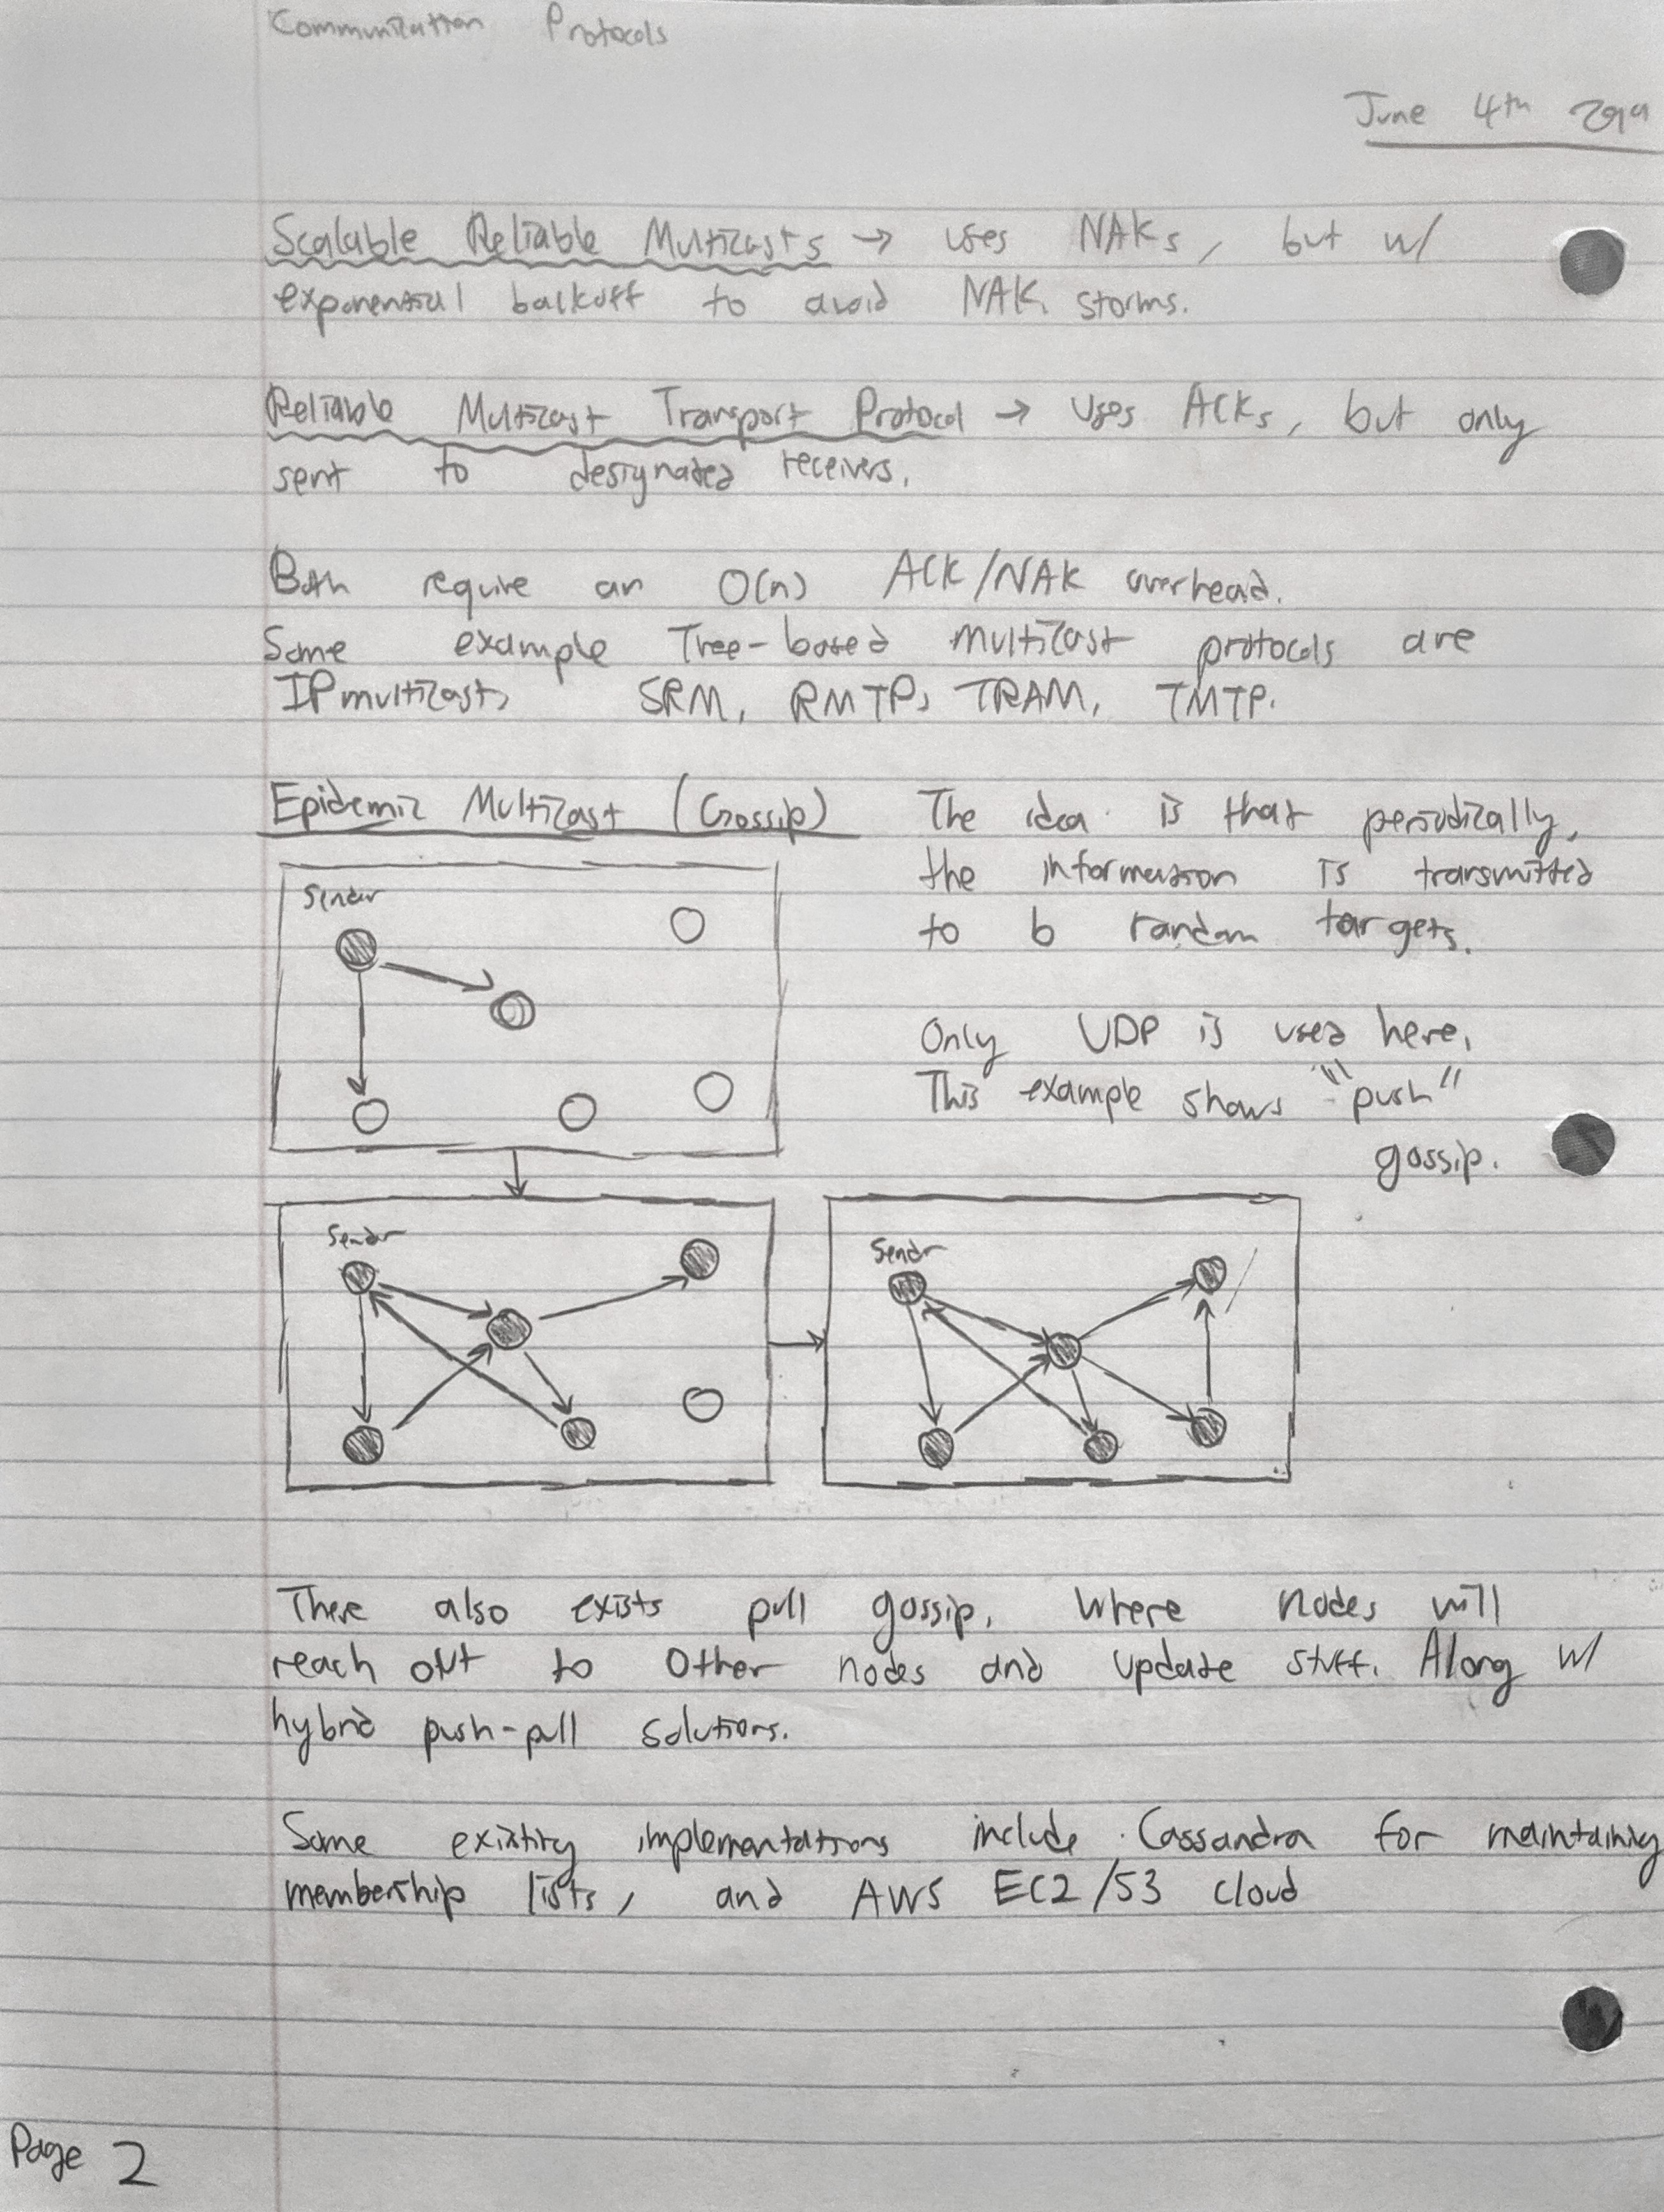 Communication Protocols
June 4th
Scalable Reliable Multicasts → uses NAKs, but w/
exponential backoff to avoid NAK storms.
Reliable Multicast Transport Protocol → uses ACKs, but only
sent to designated receivers.
Both require an O(n) ACK/NAK overhead.
Some example Tree-based multicast protocols are
IPmulticast, SRM, RMTP, TRAM, TMTP.
Epidemic Multicast (Gossip)
The idea is that periodically,
the information is transmitted
to b random targets.
Only UDP is used here,
This example shows "push"
gossip.
Sender
Sender
Sender
There also exists pull gossip, where nodes will
reach out to other nodes and update stuff. Along w/
hybrid push-pull solutions.
Some existing implementations include Cassandra for maintaining
membership lists, and AWS EC2/S3 cloud
Page 2